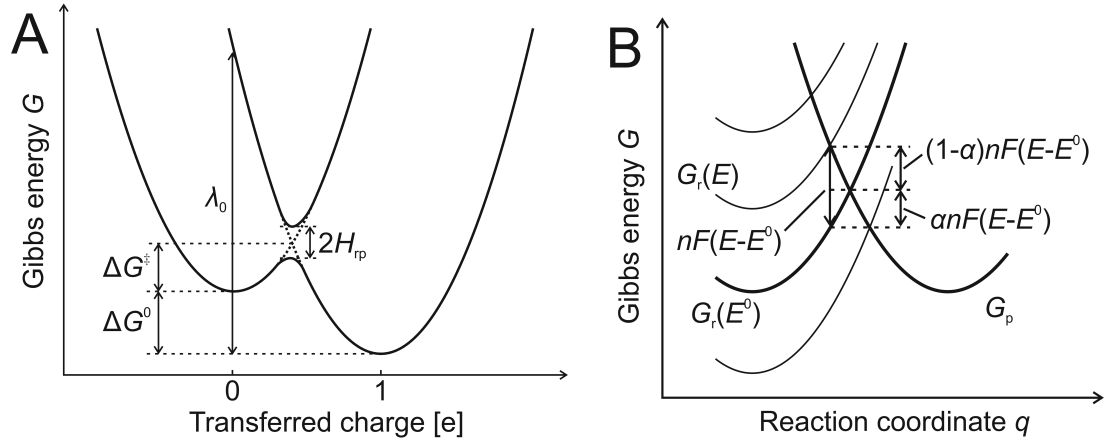 A
Gibbs energy G
λ₀
2Hrp
ΔG‡
ΔG⁰
0
1
Transferred charge [e]
B
Gibbs energy G
(1-α)nF(E-E⁰)
Gr(E)
nF(E-E⁰)
αnF(E-E⁰)
Gr(E⁰)
Gp
Reaction coordinate q